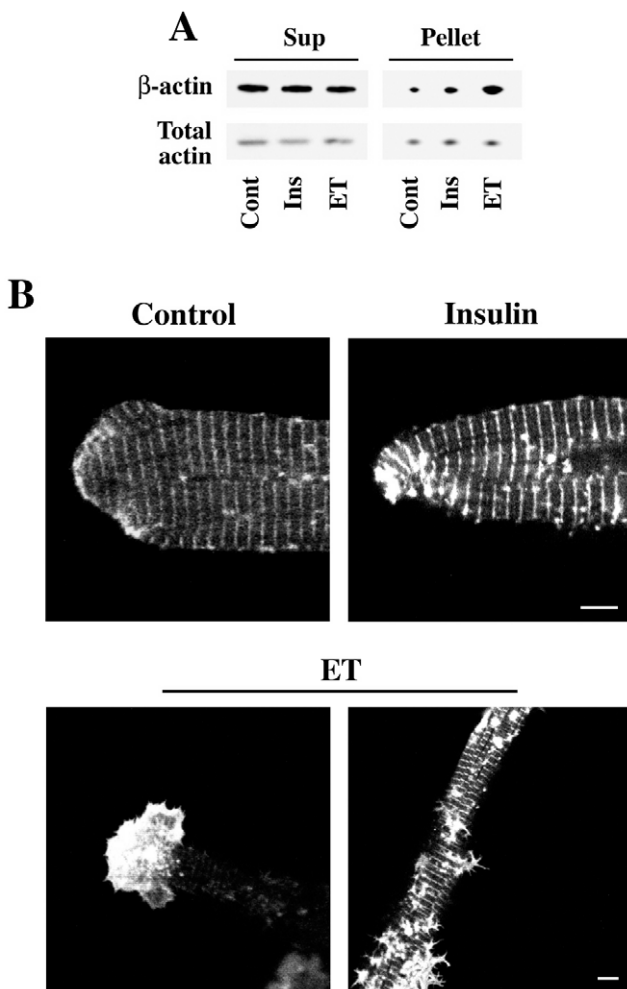 A
Sup Pellet
β-actin
Total
actin
Cont Ins ET Cont Ins ET
B
Control Insulin
ET